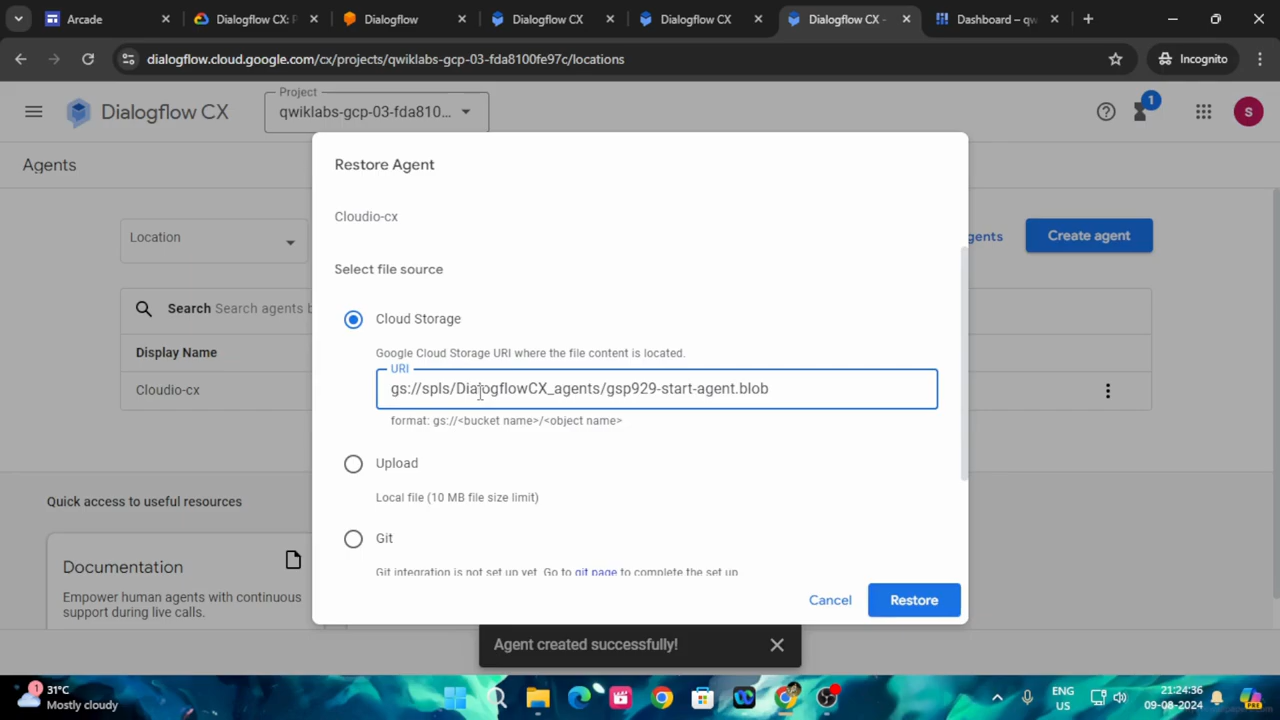 Arcade
Dialogflow CX: P
Dialogflow
Dialogflow CX
Dialogflow CX
Dialogflow CX -
Dashboard – qw
dialogflow.cloud.google.com/cx/projects/qwiklabs-gcp-03-fda8100fe97c/locations
Incognito
Dialogflow CX
Project
qwiklabs-gcp-03-fda810...
1
S
Agents
Restore Agent
Cloudio-cx
Location
gents
Create agent
Select file source
Search Search agents b
Cloud Storage
Display Name
Google Cloud Storage URI where the file content is located.
URI
Cloudio-cx
gs://spls/DialogflowCX_agents/gsp929-start-agent.blob
format: gs://<bucket name>/<object name>
Upload
Local file (10 MB file size limit)
Quick access to useful resources
Git
Git integration is not set up yet. Go to git page to complete the set up
Documentation
Empower human agents with continuous
support during live calls.
Cancel
Restore
Agent created successfully!
1
31°C
Mostly cloudy
ENG
US
21:24:36
09-08-2024
PRE